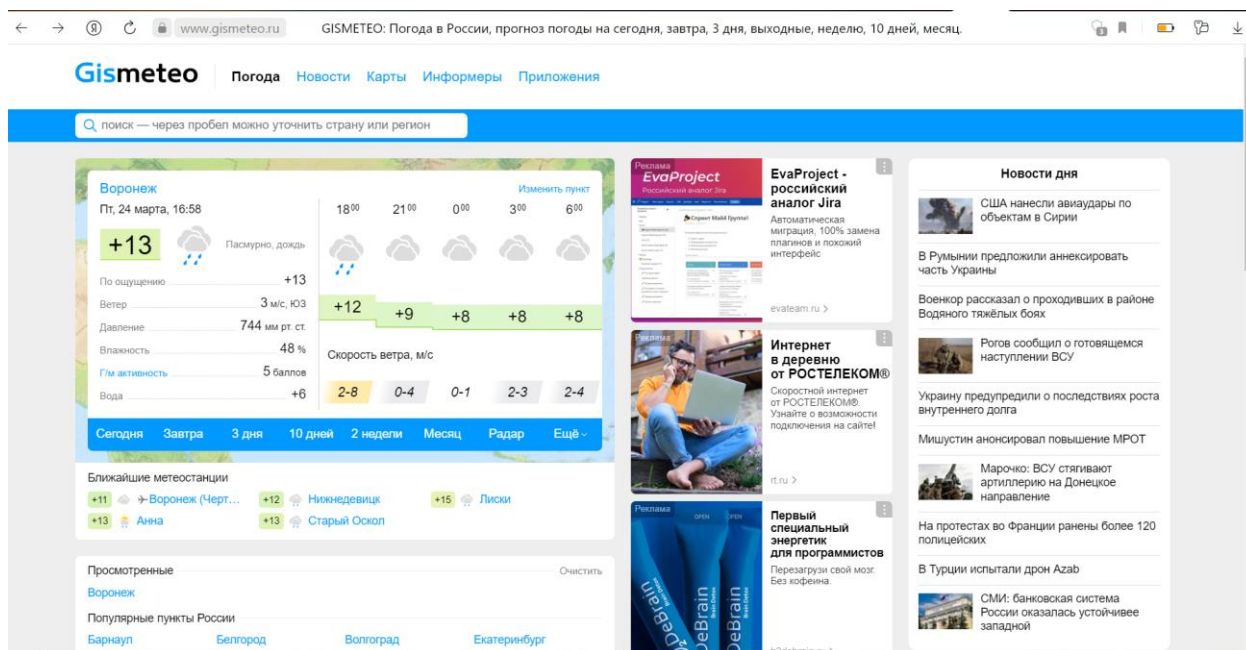 www.gismeteo.ru
GISMETEO: Погода в России, прогноз погоды на сегодня, завтра, 3 дня, выходные, неделю, 10 дней, месяц.
Gismeteo
Погода Новости Карты Информеры Приложения
поиск — через пробел можно уточнить страну или регион
Воронеж
Изменить пункт
Пт, 24 марта, 16:58
+13
Пасмурно, дождь
По ощущению +13
Ветер 3 м/с, ЮЗ
Давление 744 мм рт. ст.
Влажность 48 %
Г/м активность 5 баллов
Вода +6
18⁰⁰ 21⁰⁰ 0⁰⁰ 3⁰⁰ 6⁰⁰
+12 +9 +8 +8 +8
Скорость ветра, м/с
2-8 0-4 0-1 2-3 2-4
Сегодня Завтра 3 дня 10 дней 2 недели Месяц Радар Ещё
Ближайшие метеостанции
+11 Воронеж (Черт… +12 Нижнедевицк +15 Лиски
+13 Анна +13 Старый Оскол
Просмотренные
Очистить
Воронеж
Популярные пункты России
Барнаул Белгород Волгоград Екатеринбург
Реклама
EvaProject
Российский аналог Jira
EvaProject -
российский
аналог Jira
Автоматическая
миграция, 100% замена
плагинов и похожий
интерфейс
evateam.ru
Реклама
Интернет
в деревню
от РОСТЕЛЕКОМ®
Скоростной интернет
от РОСТЕЛЕКОМ®.
Узнайте о возможности
подключения на сайте!
rt.ru
Реклама
OPEN OPEN
DeBrain
Brain Detox
Первый
специальный
энергетик
для программистов
Перезагрузи свой мозг.
Без кофеина.
Новости дня
США нанесли авиаудары по
объектам в Сирии
В Румынии предложили аннексировать
часть Украины
Военкор рассказал о проходивших в районе
Водяного тяжёлых боях
Рогов сообщил о готовящемся
наступлении ВСУ
Украину предупредили о последствиях роста
внутреннего долга
Мишустин анонсировал повышение МРОТ
Марочко: ВСУ стягивают
артиллерию на Донецкое
направление
На протестах во Франции ранены более 120
полицейских
В Турции испытали дрон Azab
СМИ: банковская система
России оказалась устойчивее
западной